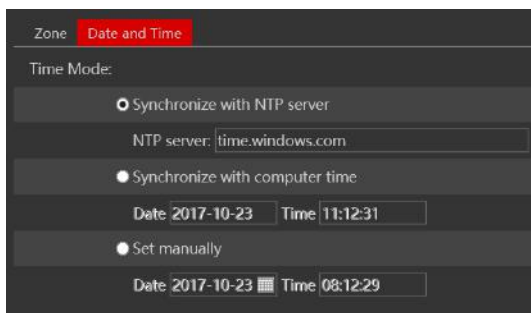 Zone Date and Time
Time Mode:
Synchronize with NTP server
NTP server: time.windows.com
Synchronize with computer time
Date 2017-10-23 Time 11:12:31
Set manually
Date 2017-10-23 Time 08:12:29